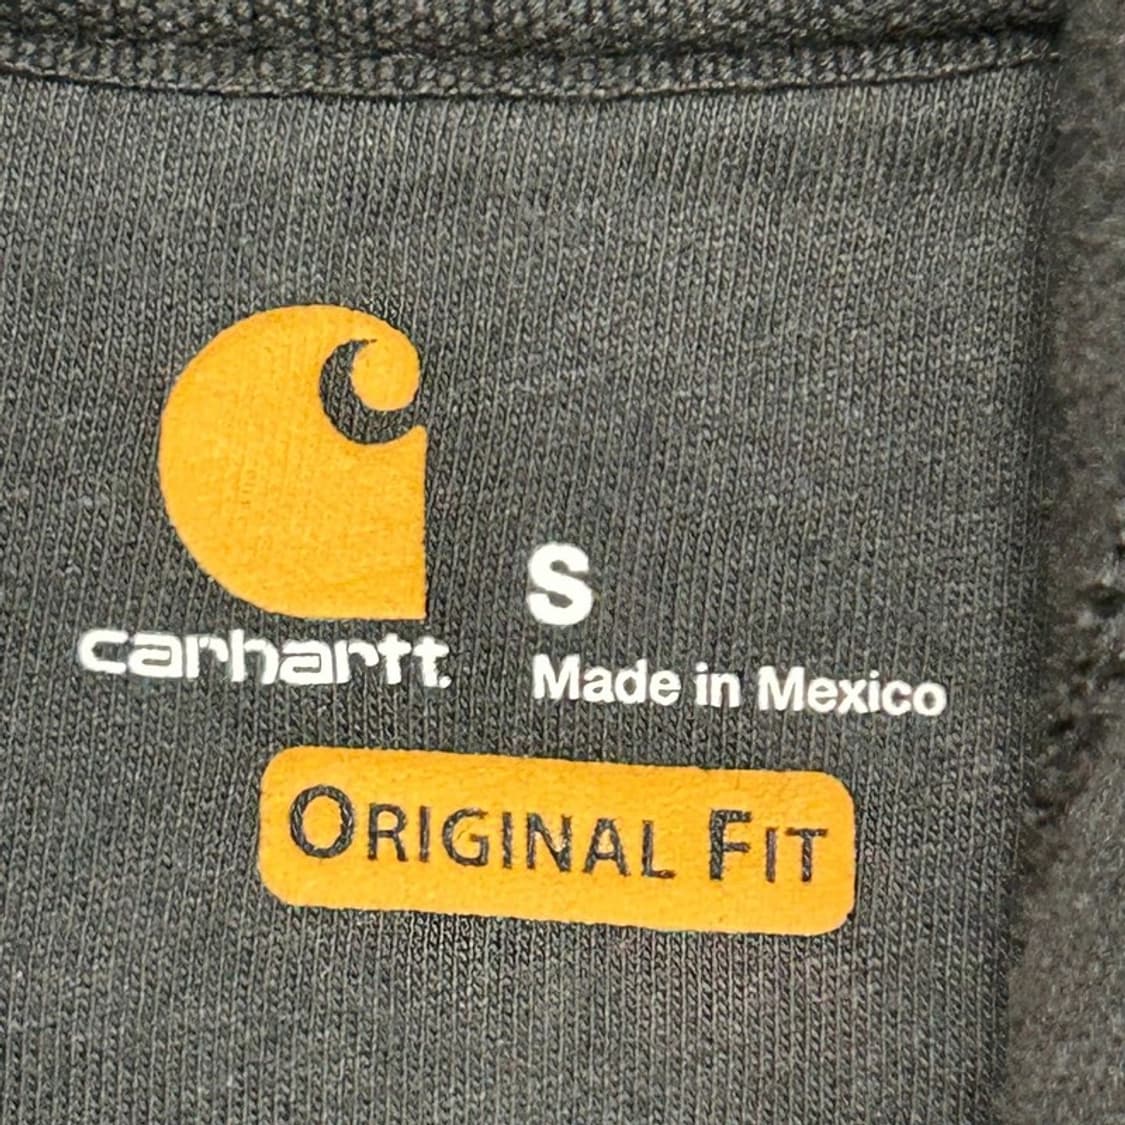 carhartt.
S
Made in Mexico
ORIGINAL FIT